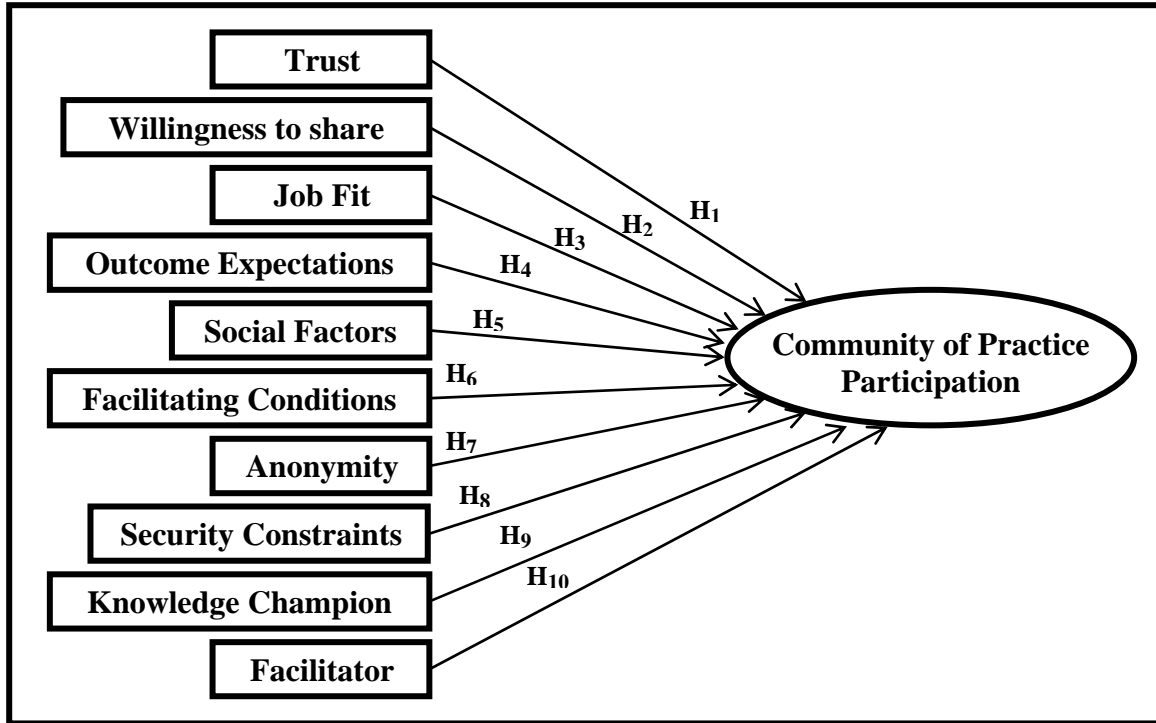 Trust
Willingness to share
Job Fit
Outcome Expectations
Social Factors
Facilitating Conditions
Anonymity
Security Constraints
Knowledge Champion
Facilitator
H1
H2
H3
H4
H5
H6
H7
H8
H9
H10
Community of Practice
Participation